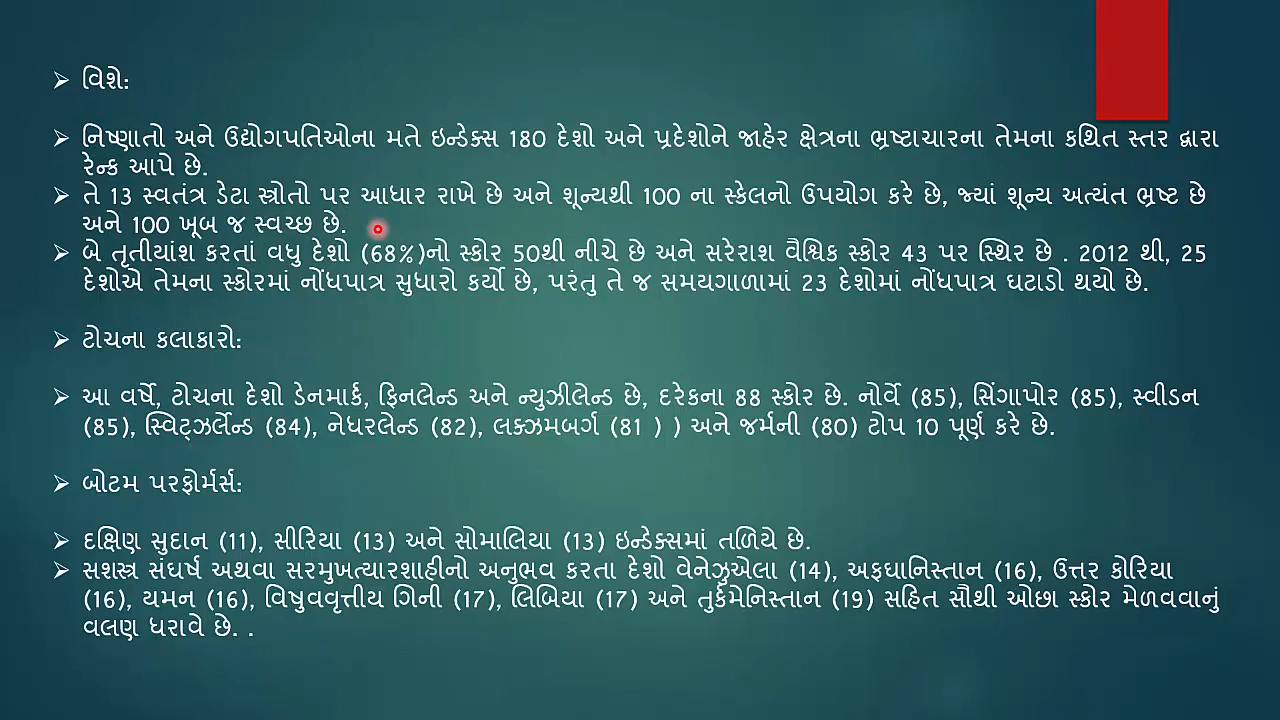 ➢ વિશે:
➢ નિષ્ણાતો અને ઉદ્યોગપતિઓના મતે ઇન્ડેક્સ 180 દેશો અને પ્રદેશોને જાહેર ક્ષેત્રના ભ્રષ્ટાચારના તેમના કથિત સ્તર દ્વારા
રેન્ક આપે છે.
➢ તે 13 સ્વતંત્ર ડેટા સ્ત્રોતો પર આધાર રાખે છે અને શૂન્યથી 100 ના સ્કેલનો ઉપયોગ કરે છે, જ્યાં શૂન્ય અત્યંત ભ્રષ્ટ છે
અને 100 ખૂબ જ સ્વચ્છ છે.
➢ બે તૃતીયાંશ કરતાં વધુ દેશો (68%)નો સ્કોર 50થી નીચે છે અને સરેરાશ વૈશ્વિક સ્કોર 43 પર સ્થિર છે . 2012 થી, 25
દેશોએ તેમના સ્કોરમાં નોંધપાત્ર સુધારો કર્યો છે, પરંતુ તે જ સમયગાળામાં 23 દેશોમાં નોંધપાત્ર ઘટાડો થયો છે.
➢ ટોચના કલાકારો:
➢ આ વર્ષે, ટોચના દેશો ડેનમાર્ક, ફિનલેન્ડ અને ન્યુઝીલેન્ડ છે, દરેકના 88 સ્કોર છે. નોર્વે (85), સિંગાપોર (85), સ્વીડન
(85), સ્વિટ્ઝર્લેન્ડ (84), નેધરલેન્ડ (82), લક્ઝમબર્ગ (81 ) ) અને જર્મની (80) ટોપ 10 પૂર્ણ કરે છે.
➢ બોટમ પરફોર્મર્સ:
➢ દક્ષિણ સુદાન (11), સીરિયા (13) અને સોમાલિયા (13) ઇન્ડેક્સમાં તળિયે છે.
➢ સશસ્ત્ર સંઘર્ષ અથવા સરમુખત્યારશાહીનો અનુભવ કરતા દેશો વેનેઝુએલા (14), અફઘાનિસ્તાન (16), ઉત્તર કોરિયા
(16), યમન (16), વિષુવવૃત્તીય ગિની (17), લિબિયા (17) અને તુર્કમેનિસ્તાન (19) સહિત સૌથી ઓછા સ્કોર મેળવવાનું
વલણ ધરાવે છે. .